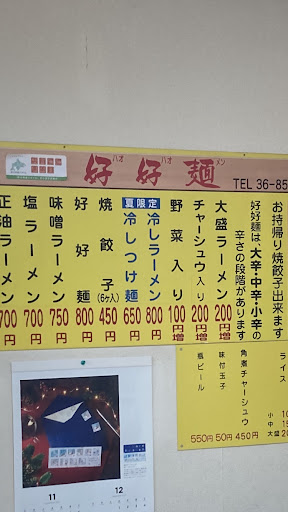 好好麺
ハオ ハオ メン
TEL 36-85
お持帰り焼餃子出来ます
好好麺は、大辛・中辛・小辛の
辛さの段階があります
大盛ラーメン 200円増
チャーシュウ入り 200円増
野菜入り 100円増
夏限定
冷しラーメン 800円
冷しつけ麺 650円
焼餃子(6ヶ入) 450円
好好麺 800円
味噌ラーメン 750円
塩ラーメン 700円
正油ラーメン 700円
ライス
小
中
大盛
角煮チャーシュウ 450円
味付玉子 50円
瓶ビール 550円
11
12